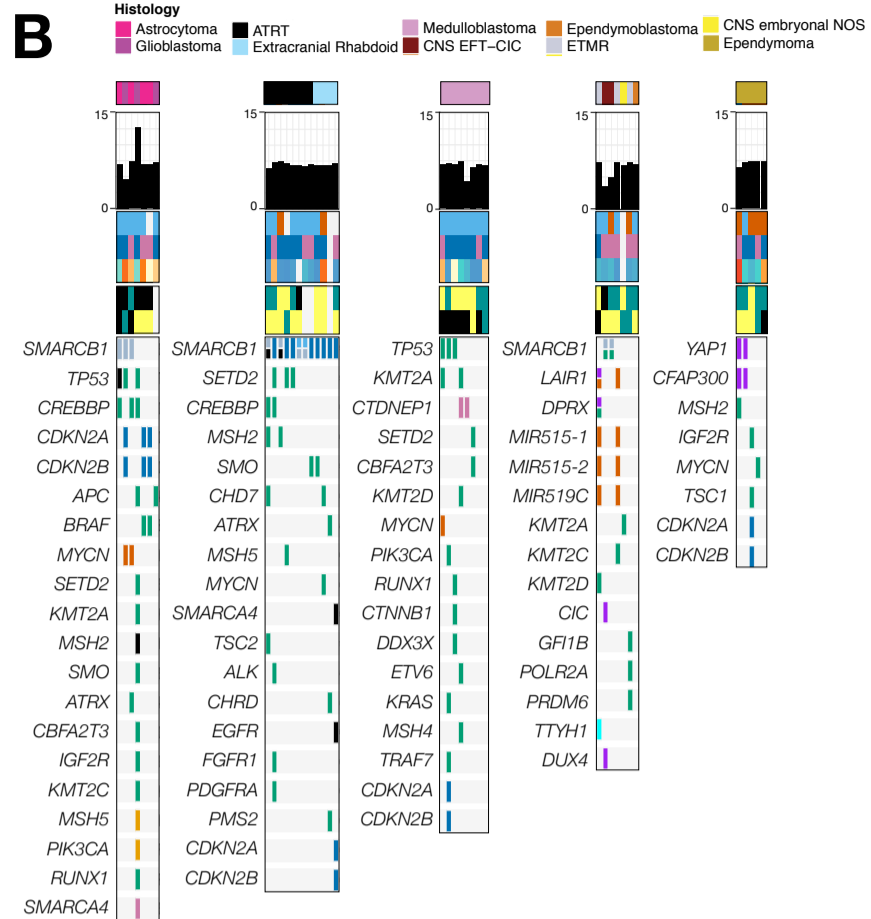 B
Histology
Astrocytoma
Glioblastoma
ATRT
Extracranial Rhabdoid
Medulloblastoma
CNS EFT−CIC
Ependymoblastoma
ETMR
CNS embryonal NOS
Ependymoma
15
0
SMARCB1
TP53
CREBBP
CDKN2A
CDKN2B
APC
BRAF
MYCN
SETD2
KMT2A
MSH2
SMO
ATRX
CBFA2T3
IGF2R
KMT2C
MSH5
PIK3CA
RUNX1
SMARCA4
15
0
SMARCB1
SETD2
CREBBP
MSH2
SMO
CHD7
ATRX
MSH5
MYCN
SMARCA4
TSC2
ALK
CHRD
EGFR
FGFR1
PDGFRA
PMS2
CDKN2A
CDKN2B
15
0
TP53
KMT2A
CTDNEP1
SETD2
CBFA2T3
KMT2D
MYCN
PIK3CA
RUNX1
CTNNB1
DDX3X
ETV6
KRAS
MSH4
TRAF7
CDKN2A
CDKN2B
15
0
SMARCB1
LAIR1
DPRX
MIR515-1
MIR515-2
MIR519C
KMT2A
KMT2C
KMT2D
CIC
GFI1B
POLR2A
PRDM6
TTYH1
DUX4
15
0
YAP1
CFAP300
MSH2
IGF2R
MYCN
TSC1
CDKN2A
CDKN2B